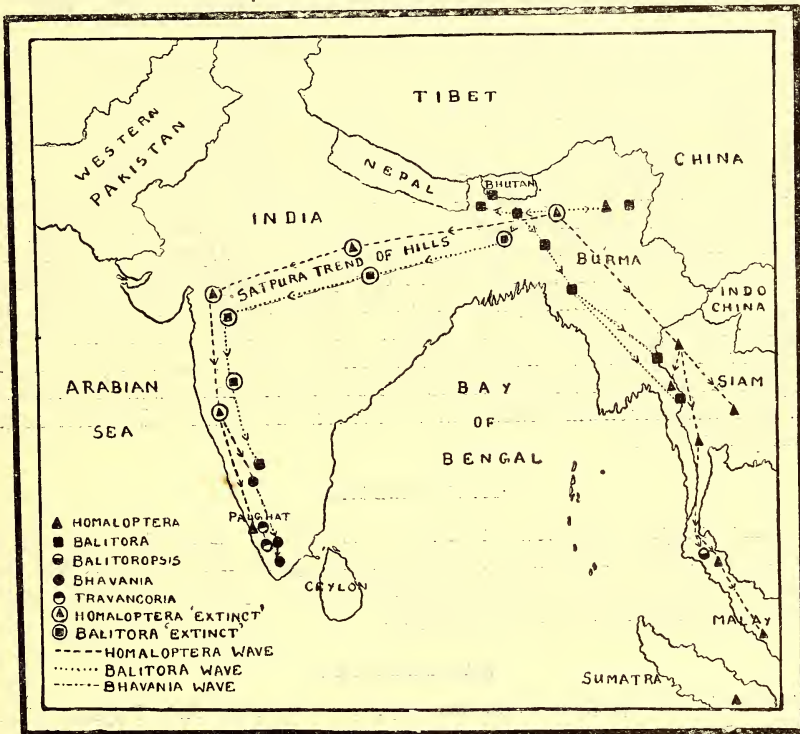 TIBET
WESTERN
PAKISTAN
CHINA
NEPAL
BHUTAN
INDIA
SATPURA TREND OF HILLS
BURMA
INDO
CHINA
ARABIAN
SEA
BAY
OF
BENGAL
SIAM
PALGHAT
CEYLON
MALAY
SUMATRA
HOMALOPTERA
BALITORA
BALITOROPSIS
BHAVANIA
TRAVANCORIA
HOMALOPTERA 'EXTINCT'
BALITORA 'EXTINCT'
HOMALOPTERA WAVE
BALITORA WAVE
BHAVANIA WAVE